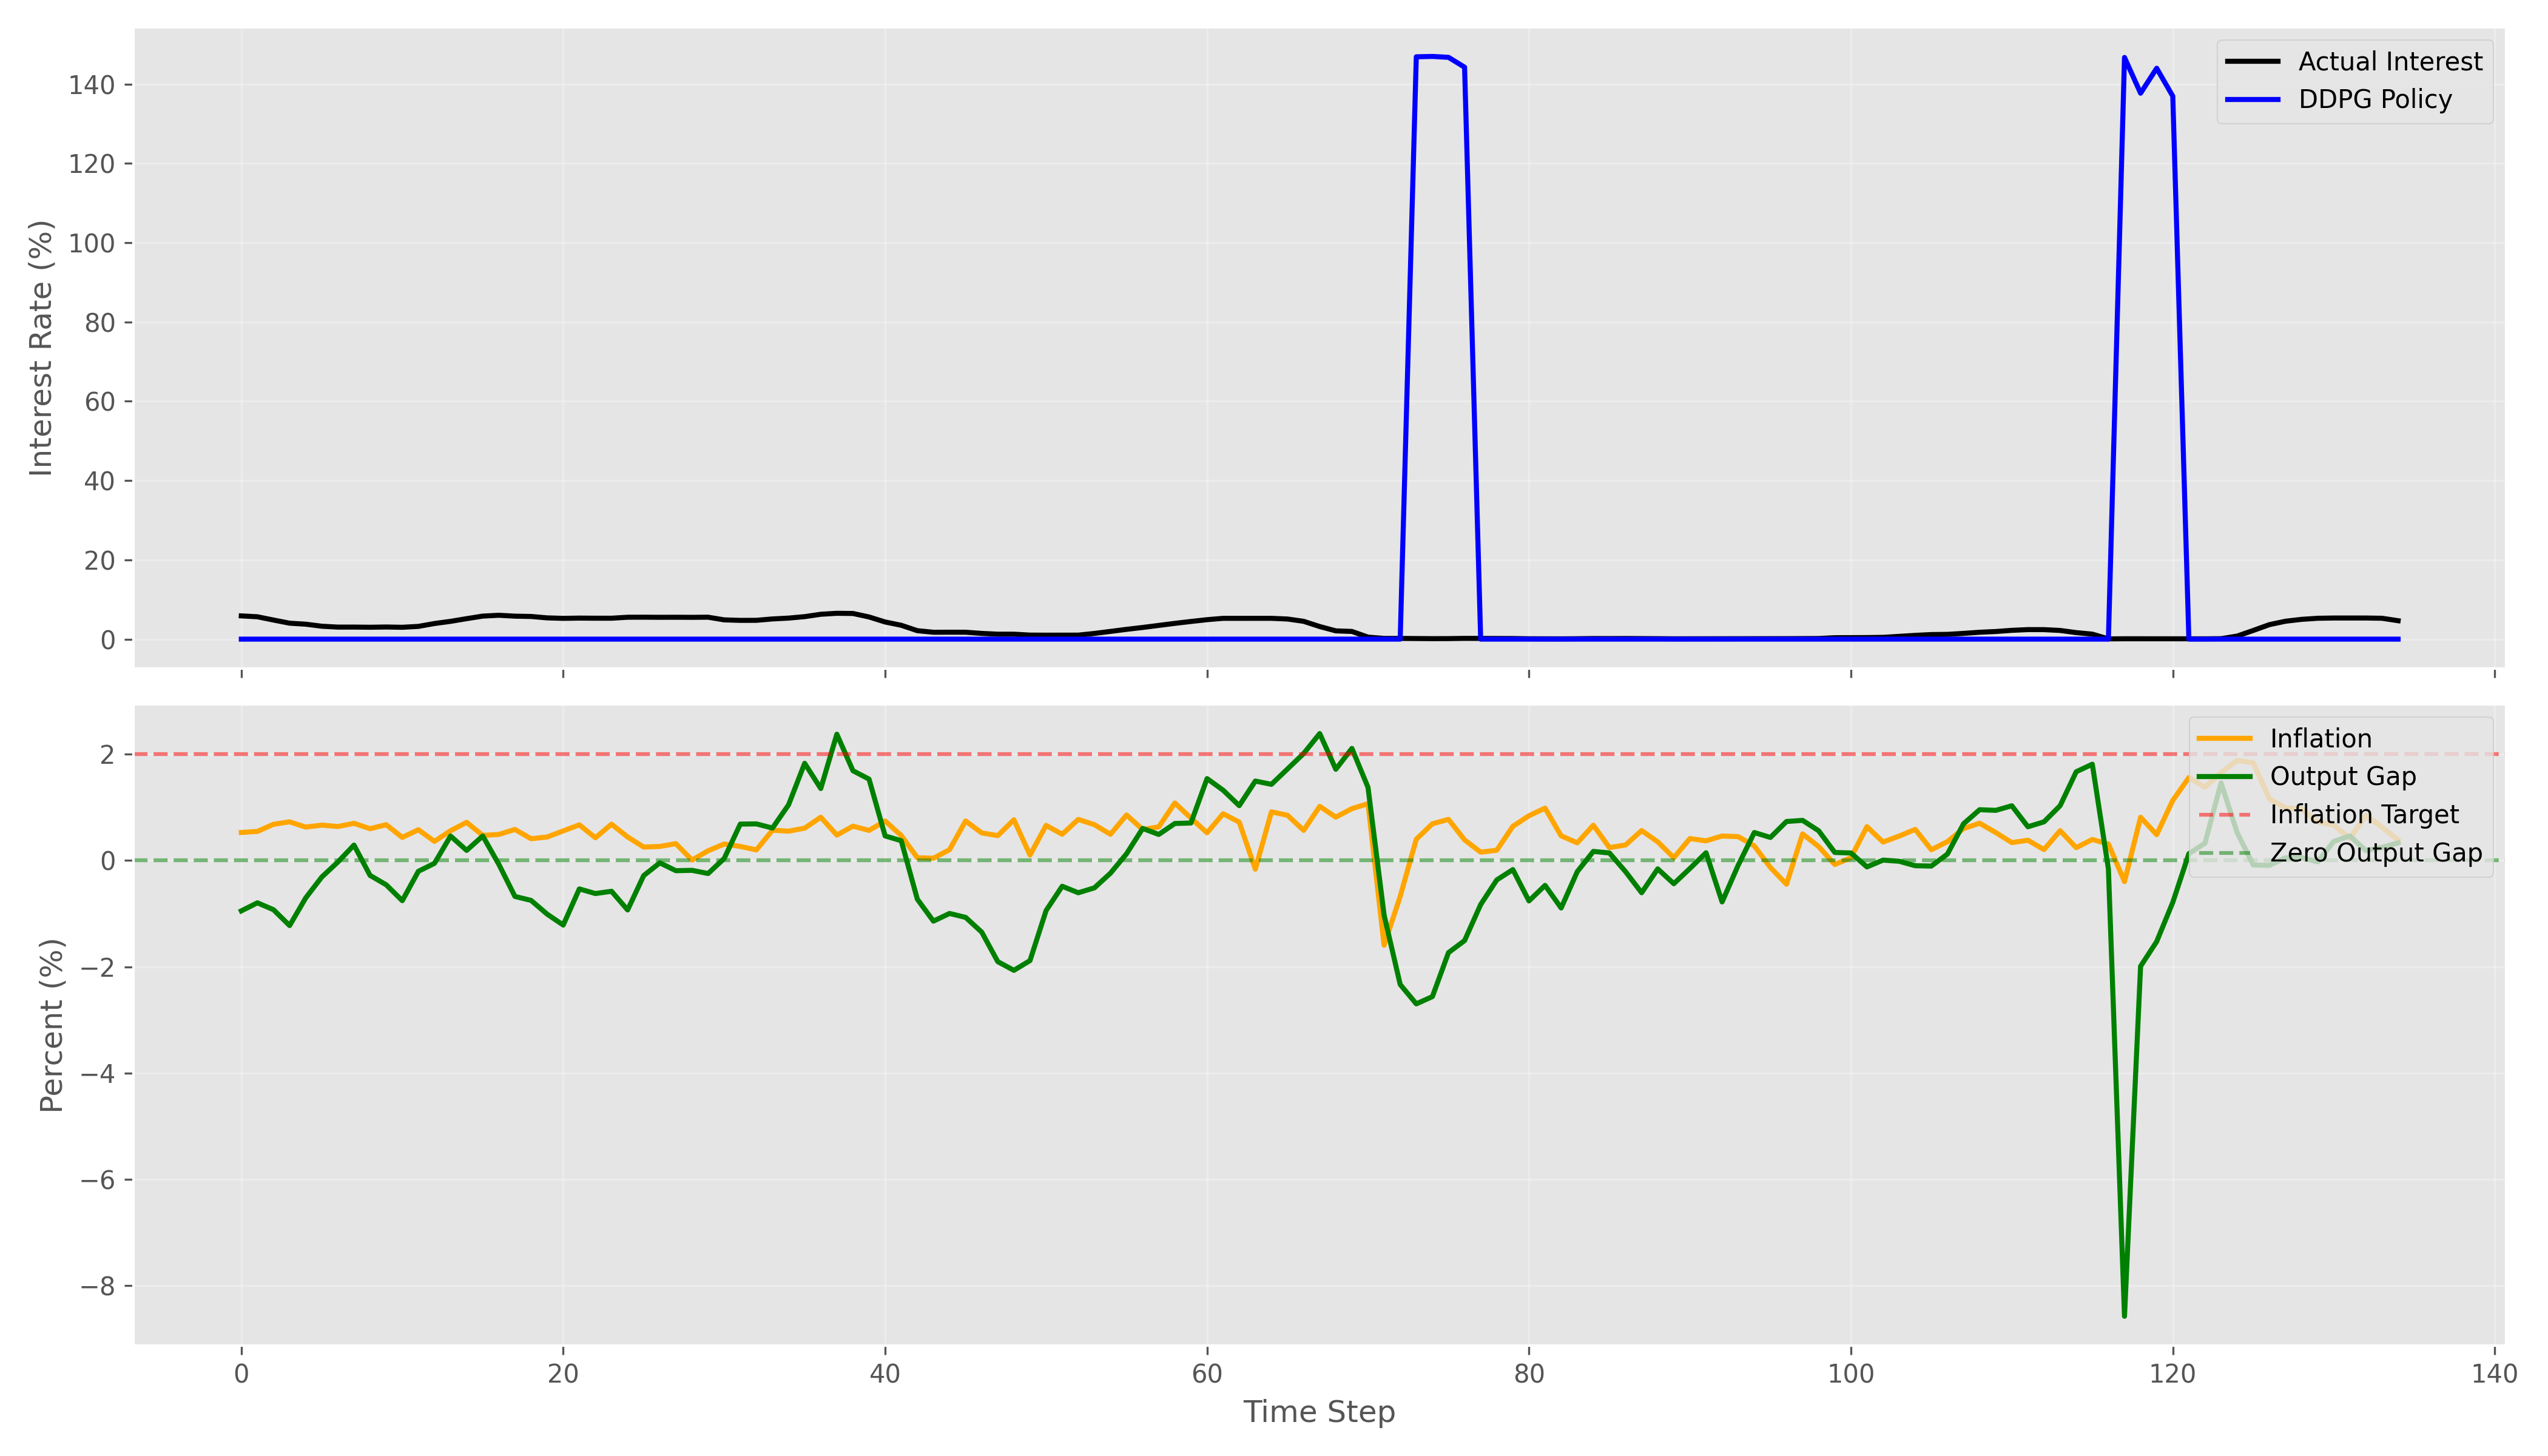 Interest Rate (%)
140
120
100
80
60
40
20
0
Actual Interest
DDPG Policy
Percent (%)
2
0
−2
−4
−6
−8
Inflation
Output Gap
Inflation Target
Zero Output Gap
0 20 40 60 80 100 120 140
Time Step